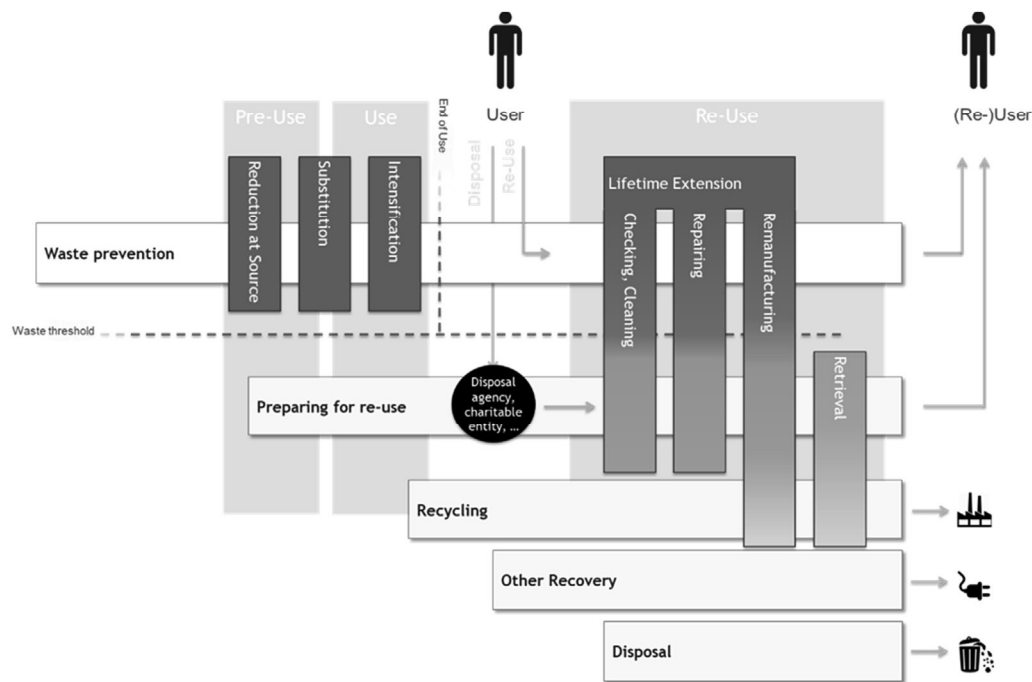 User
(Re-)User
Pre-Use
Use
End of Use
Disposal
Re-Use
Re-Use
Reduction at Source
Substitution
Intensification
Lifetime Extension
Checking, Cleaning
Repairing
Remanufacturing
Retrieval
Waste prevention
Waste threshold
Preparing for re-use
Disposal
agency,
charitable
entity, ...
Recycling
Other Recovery
Disposal